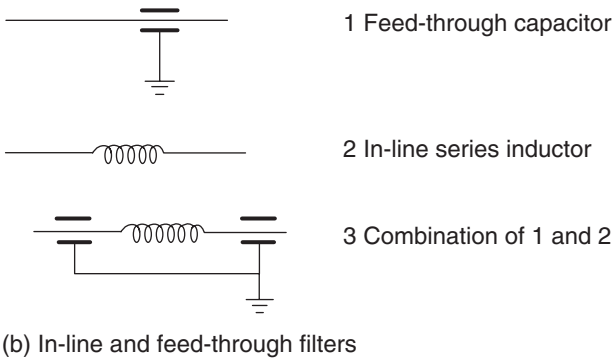 1 Feed-through capacitor
2 In-line series inductor
3 Combination of 1 and 2
(b) In-line and feed-through filters